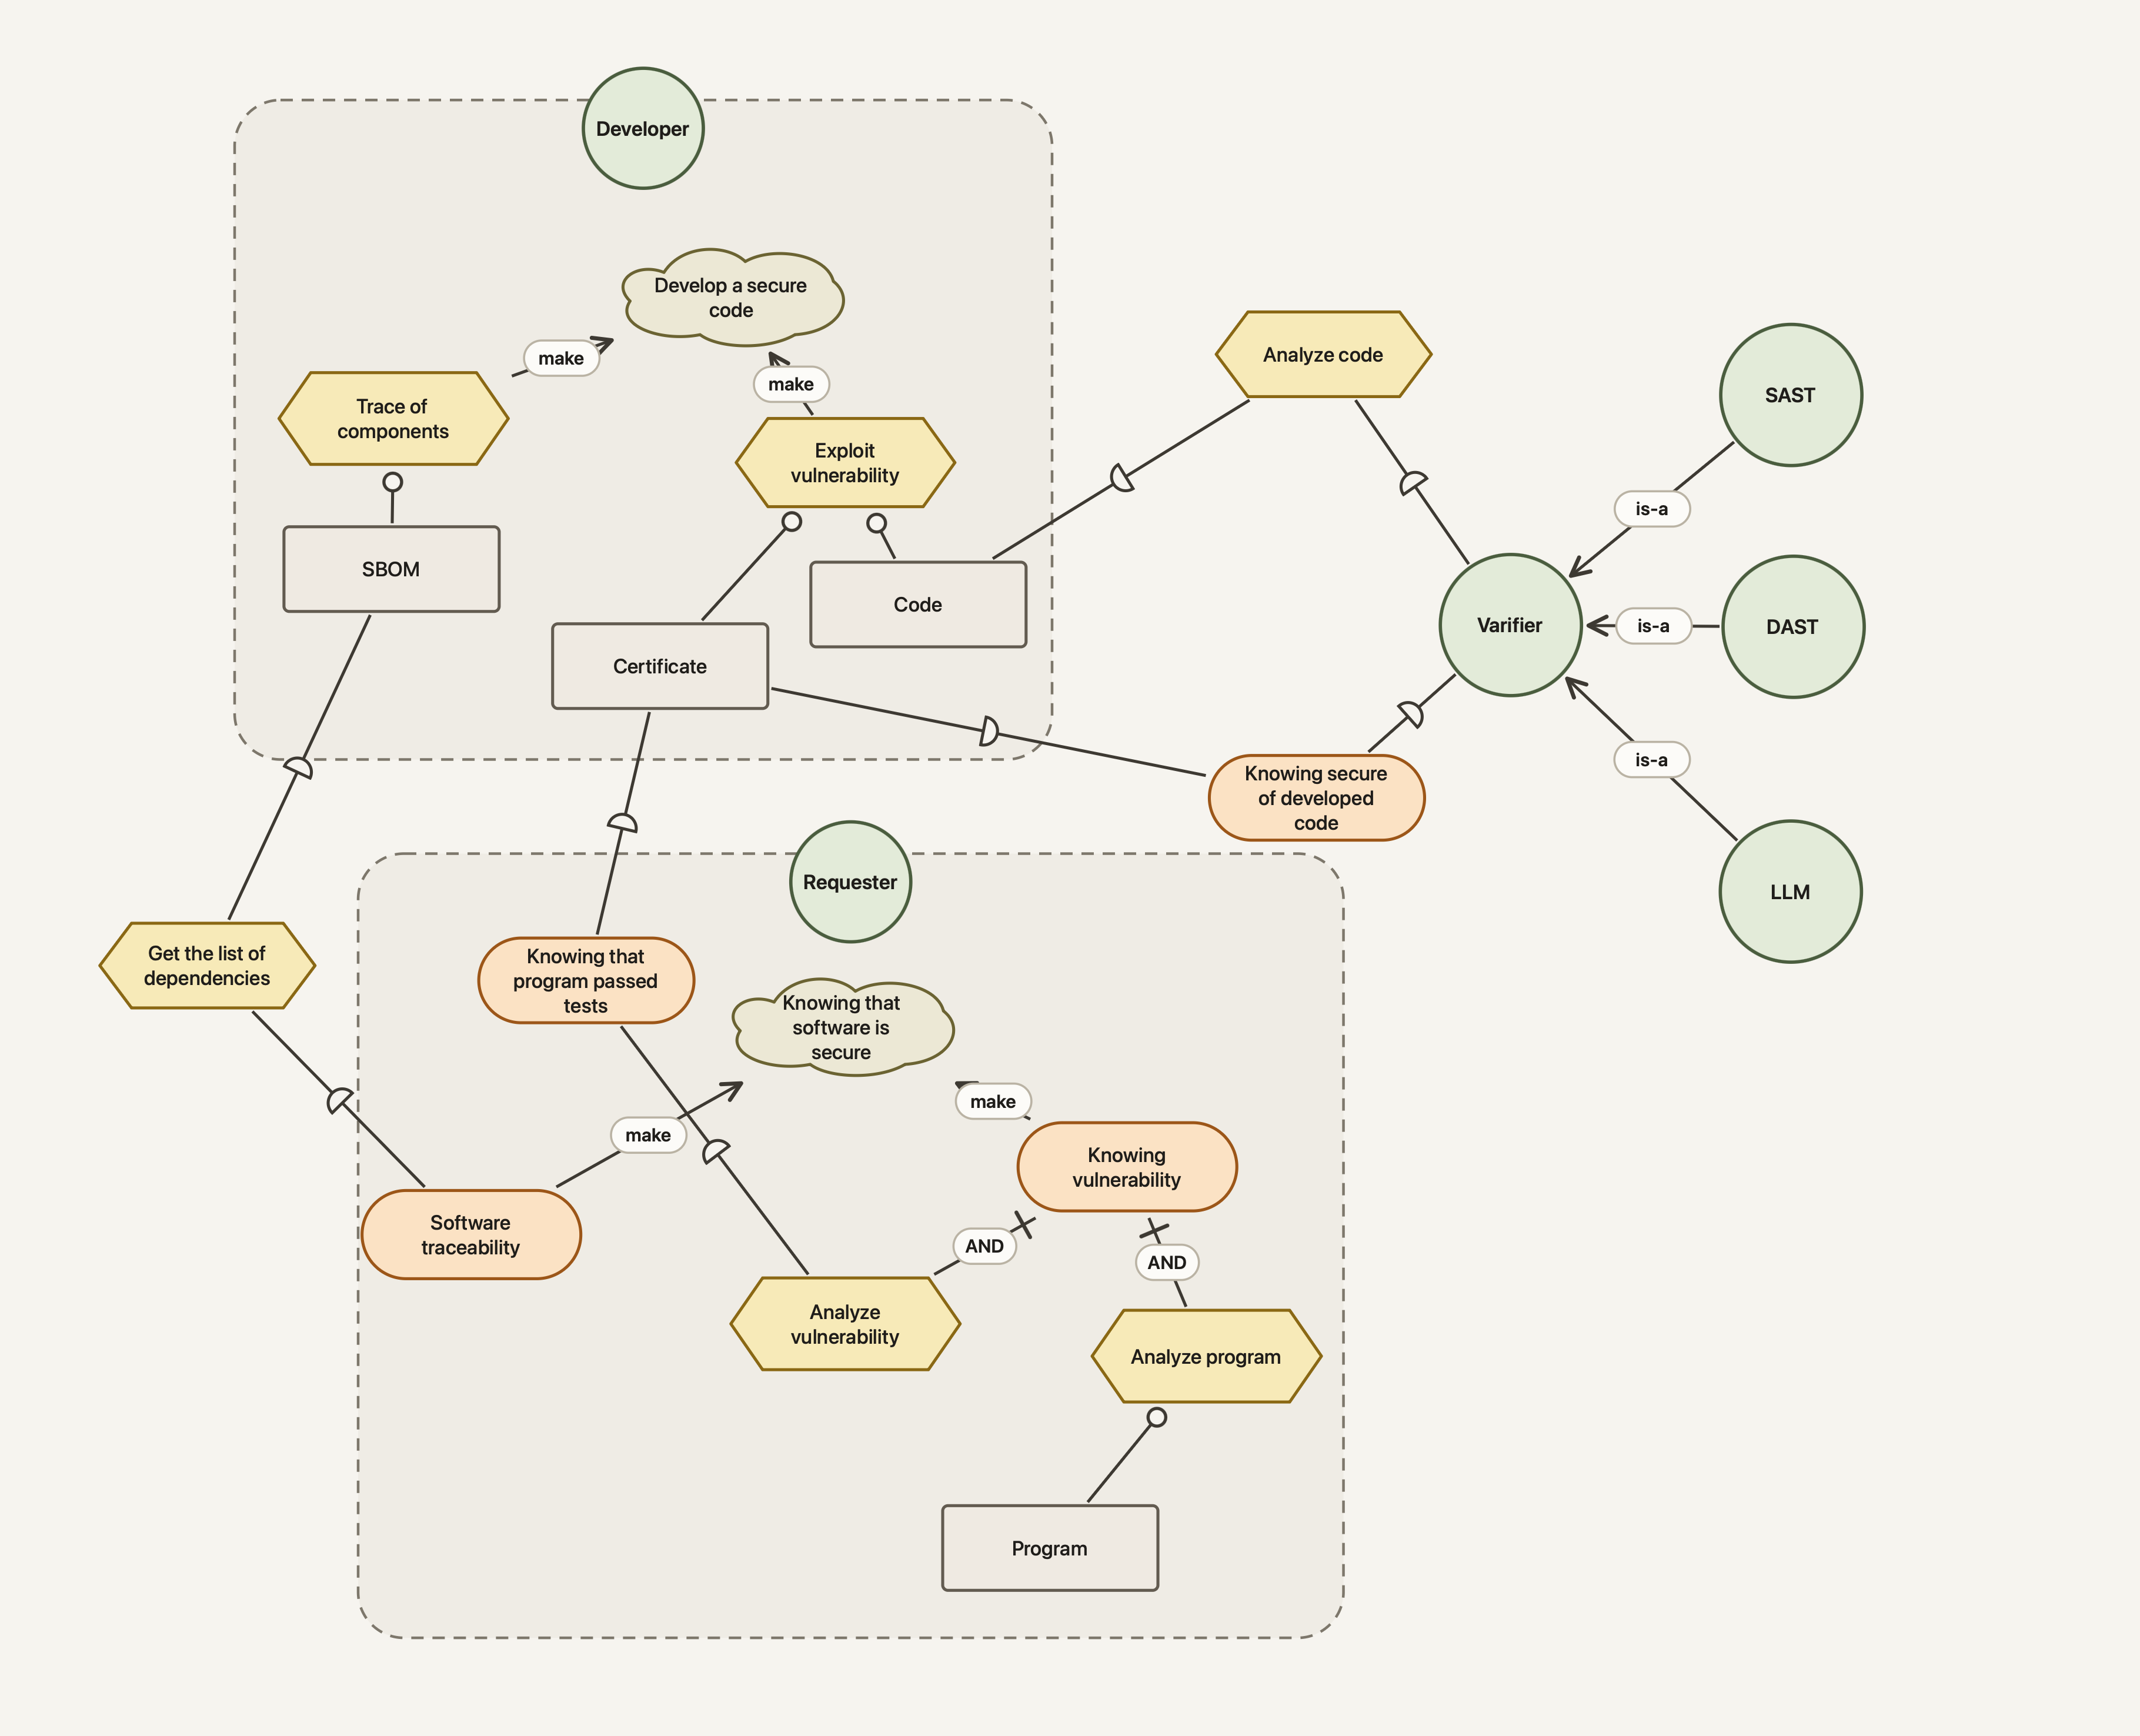 Developer
Develop a secure
code
make
make
Trace of
components
Exploit
vulnerability
SBOM
Code
Certificate
Analyze code
SAST
is-a
Varifier
is-a
DAST
is-a
LLM
Knowing secure
of developed
code
Requester
Get the list of
dependencies
Knowing that
program passed
tests
Knowing that
software is
secure
make
make
Knowing
vulnerability
Software
traceability
AND
AND
Analyze
vulnerability
Analyze program
Program